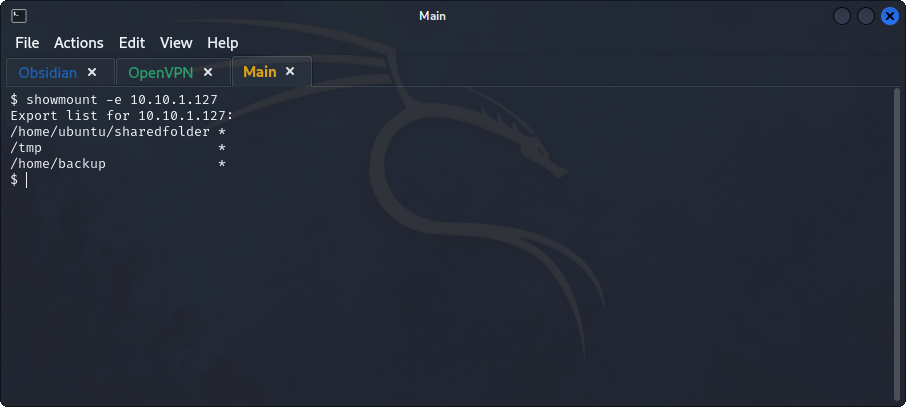 Main
File Actions Edit View Help
Obsidian × OpenVPN × Main ×
$ showmount -e 10.10.1.127
Export list for 10.10.1.127:
/home/ubuntu/sharedfolder *
/tmp                      *
/home/backup              *
$